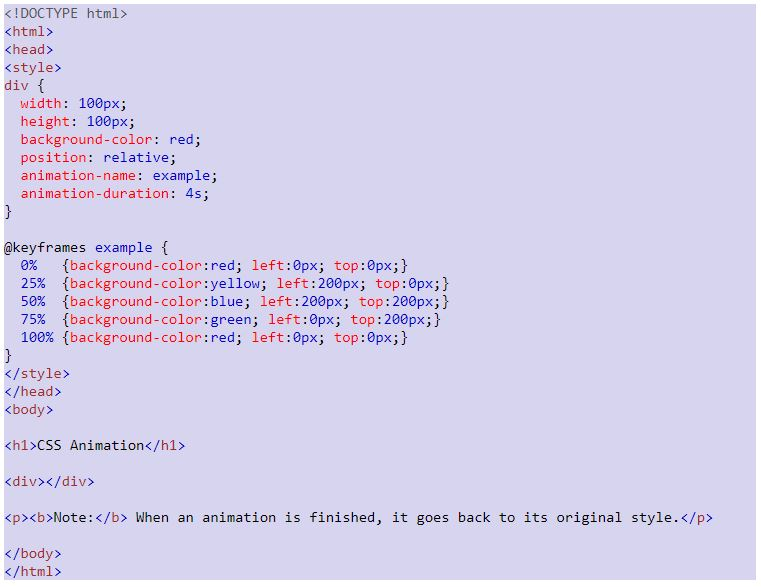 <!DOCTYPE html>
<html>
<head>
<style>
div {
  width: 100px;
  height: 100px;
  background-color: red;
  position: relative;
  animation-name: example;
  animation-duration: 4s;
}

@keyframes example {
  0%   {background-color:red; left:0px; top:0px;}
  25%  {background-color:yellow; left:200px; top:0px;}
  50%  {background-color:blue; left:200px; top:200px;}
  75%  {background-color:green; left:0px; top:200px;}
  100% {background-color:red; left:0px; top:0px;}
}
</style>
</head>
<body>

<h1>CSS Animation</h1>

<div></div>

<p><b>Note:</b> When an animation is finished, it goes back to its original style.</p>

</body>
</html>